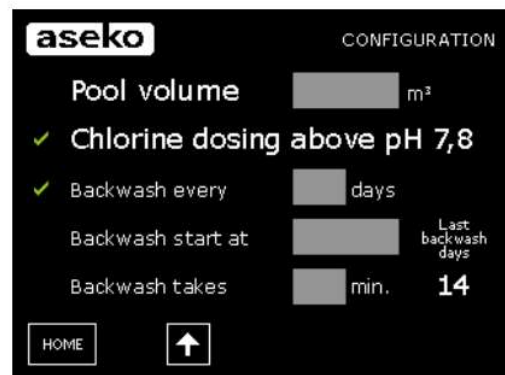 aseko CONFIGURATION
Pool volume m³
Chlorine dosing above pH 7,8
Backwash every days
Backwash start at
Last
backwash
days
Backwash takes min. 14
HOME